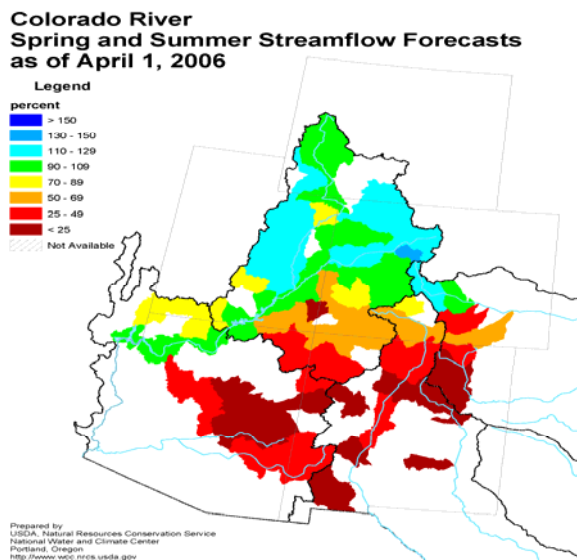 Colorado River
Spring and Summer Streamflow Forecasts
as of April 1, 2006
Legend
percent
> 150
130 - 150
110 - 129
90 - 109
70 - 89
50 - 69
25 - 49
< 25
Not Available
Prepared by
USDA, Natural Resources Conservation Service
National Water and Climate Center
Portland, Oregon
http://www.wcc.nrcs.usda.gov